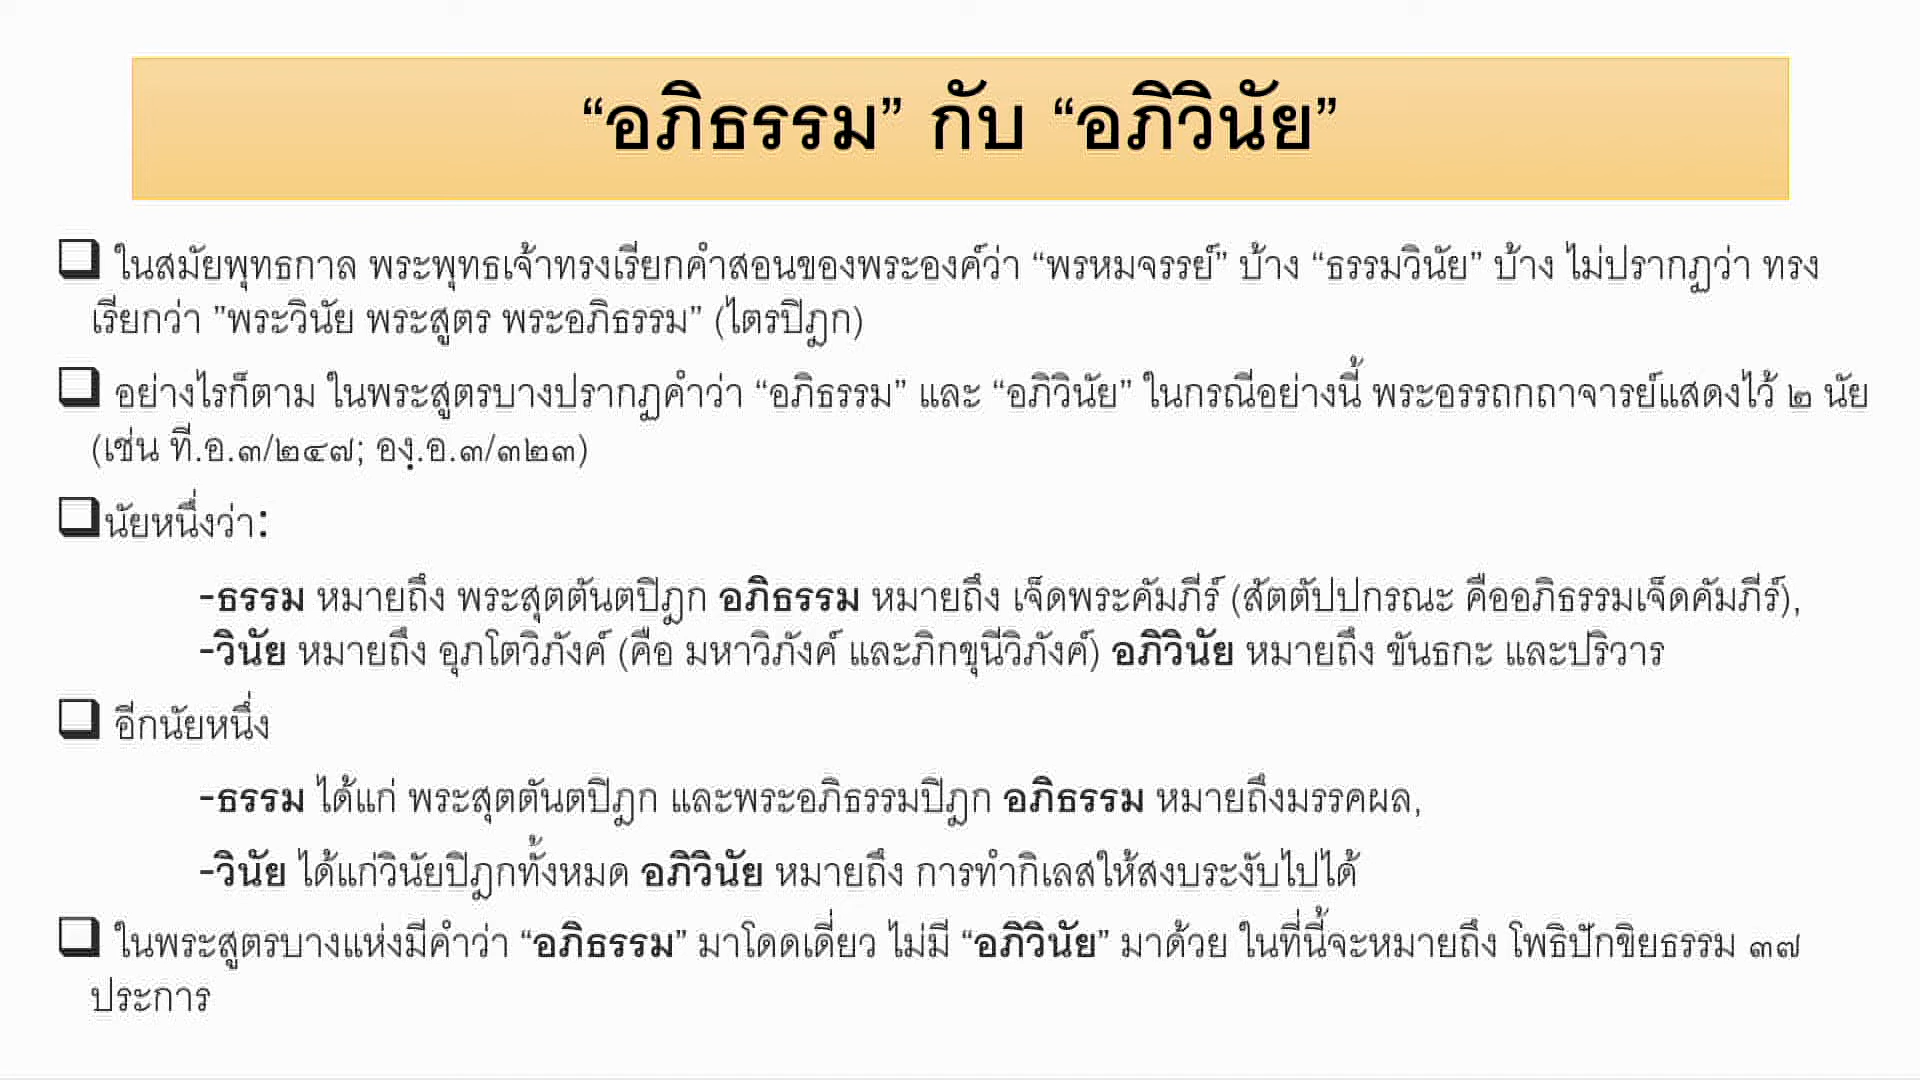 “อภิธรรม” กับ “อภิวินัย”
ในสมัยพุทธกาล พระพุทธเจ้าทรงเรียกคำสอนของพระองค์ว่า “พรหมจรรย์” บ้าง “ธรรมวินัย” บ้าง ไม่ปรากฏว่า ทรง
เรียกว่า ”พระวินัย พระสูตร พระอภิธรรม” (ไตรปิฎก)
อย่างไรก็ตาม ในพระสูตรบางปรากฏคำว่า “อภิธรรม” และ “อภิวินัย” ในกรณีอย่างนี้ พระอรรถกถาจารย์แสดงไว้ ๒ นัย
(เช่น ที.อ.๓/๒๔๗; องฺ.อ.๓/๓๒๓)
นัยหนึ่งว่า:
-ธรรม หมายถึง พระสุตตันตปิฎก อภิธรรม หมายถึง เจ็ดพระคัมภีร์ (สัตตัปปกรณะ คืออภิธรรมเจ็ดคัมภีร์),
-วินัย หมายถึง อุภโตวิภังค์ (คือ มหาวิภังค์ และภิกขุนีวิภังค์) อภิวินัย หมายถึง ขันธกะ และปริวาร
อีกนัยหนึ่ง
-ธรรม ได้แก่ พระสุตตันตปิฎก และพระอภิธรรมปิฎก อภิธรรม หมายถึงมรรคผล,
-วินัย ได้แก่วินัยปิฎกทั้งหมด อภิวินัย หมายถึง การทำกิเลสให้สงบระงับไปได้
ในพระสูตรบางแห่งมีคำว่า “อภิธรรม” มาโดดเดี่ยว ไม่มี “อภิวินัย” มาด้วย ในที่นี้จะหมายถึง โพธิปักขิยธรรม ๓๗
ประการ